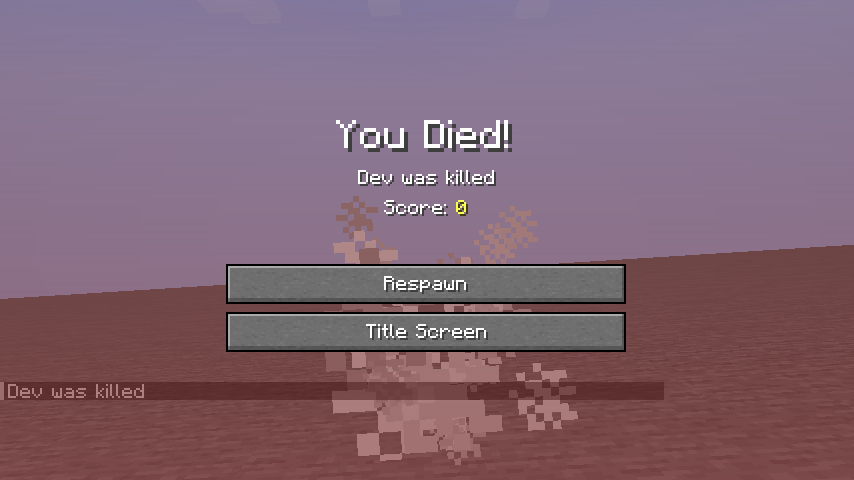 You Died!
Dev was killed
Score: 0
Respawn
Title Screen
Dev was killed